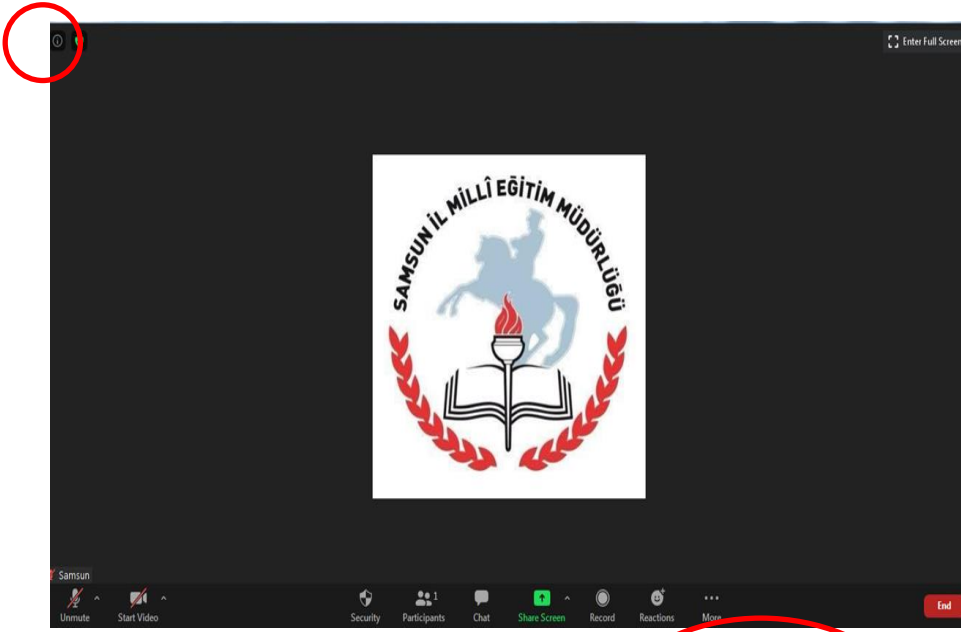 Enter Full Screen
SAMSUN İL MİLLÎ EĞİTİM MÜDÜRLÜĞÜ
Samsun
Unmute
Start Video
Security
Participants 1
Chat
Share Screen
Record
Reactions
More
End